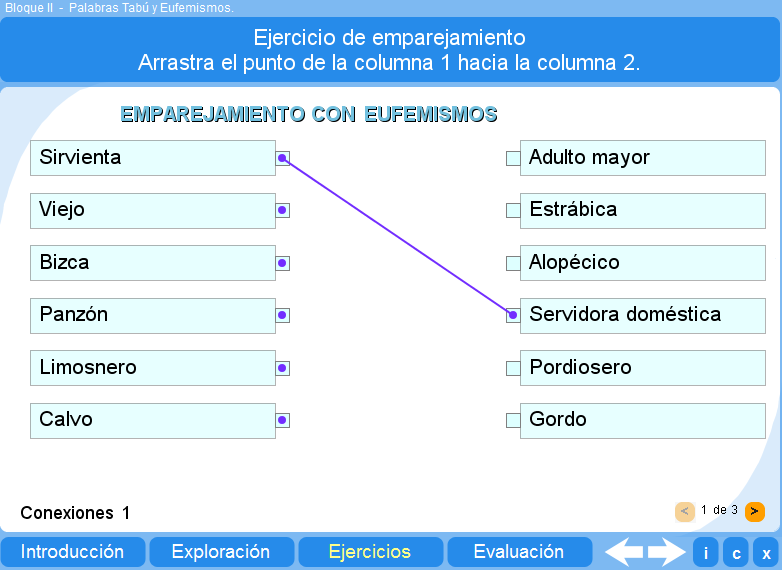 Bloque II - Palabras Tabú y Eufemismos.
Ejercicio de emparejamiento
Arrastra el punto de la columna 1 hacia la columna 2.
EMPAREJAMIENTO CON EUFEMISMOS
Sirvienta
Adulto mayor
Viejo
Estrábica
Bizca
Alopécico
Panzón
Servidora doméstica
Limosnero
Pordiosero
Calvo
Gordo
Conexiones 1
< 1 de 3 >
Introducción Exploración Ejercicios Evaluación i c x